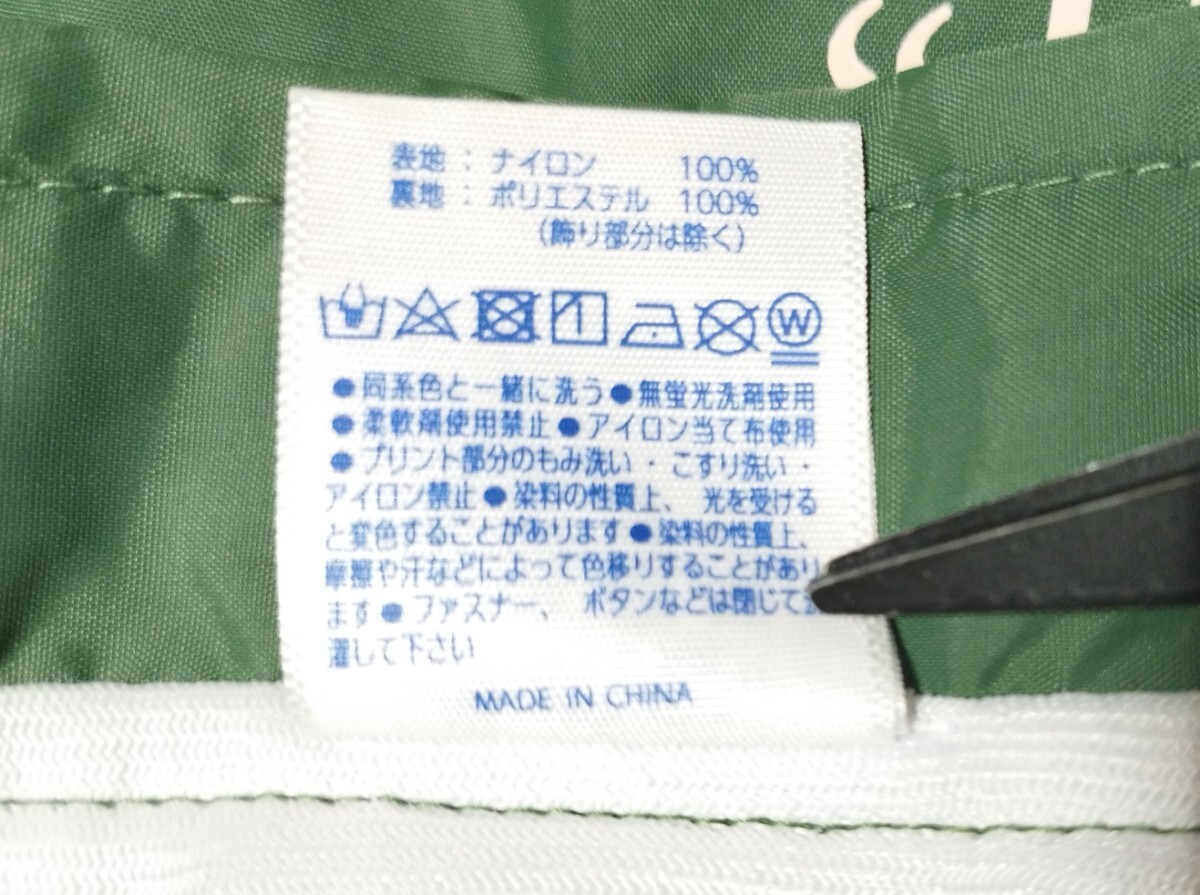 表地 : ナイロン 100%
裏地 : ポリエステル 100%
(飾り部分は除く)
W
●同系色と一緒に洗う●無蛍光洗剤使用
●柔軟剤使用禁止●アイロン当て布使用
●プリント部分のもみ洗い・こすり洗い・
アイロン禁止●染料の性質上、光を受ける
と変色することがあります●染料の性質上、
摩擦や汗などによって色移りすることがあり
ます●ファスナー、ボタンなどは閉じて
濯して下さい
MADE IN CHINA